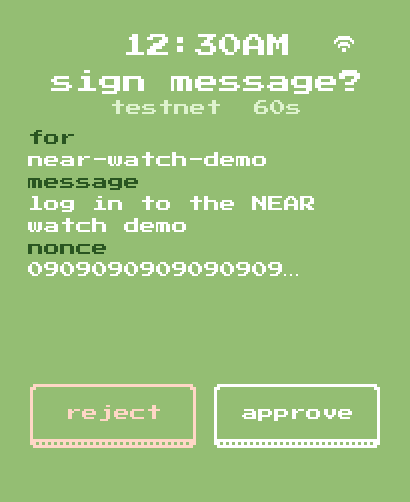 12:30AM
sign message?
testnet 60s
for
near-watch-demo
message
log in to the NEAR
watch demo
nonce
0909090909090909...
reject
approve